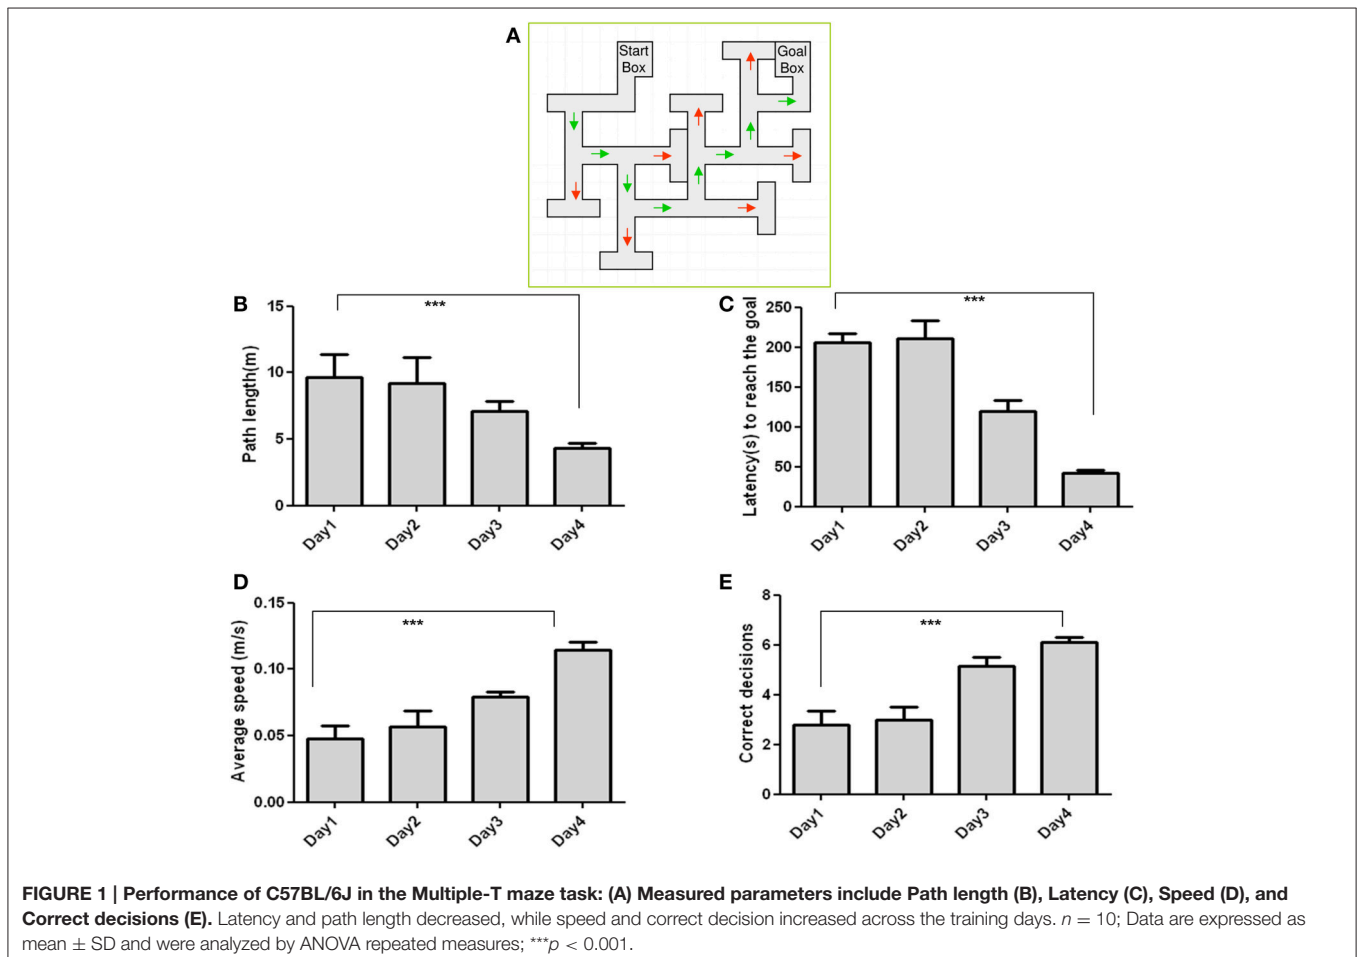 A
Start
Box
Goal
Box
B
***
15
10
5
0
Path length(m)
Day1
Day2
Day3
Day4
C
***
250
200
150
100
50
0
Latency(s) to reach the goal
Day1
Day2
Day3
Day4
D
***
0.15
0.10
0.05
0.00
Average speed (m/s)
Day1
Day2
Day3
Day4
E
***
8
6
4
2
0
Correct decisions
Day1
Day2
Day3
Day4
FIGURE 1 | Performance of C57BL/6J in the Multiple-T maze task: (A) Measured parameters include Path length (B), Latency (C), Speed (D), and
Correct decisions (E). Latency and path length decreased, while speed and correct decision increased across the training days. n = 10; Data are expressed as
mean ± SD and were analyzed by ANOVA repeated measures; ***p < 0.001.